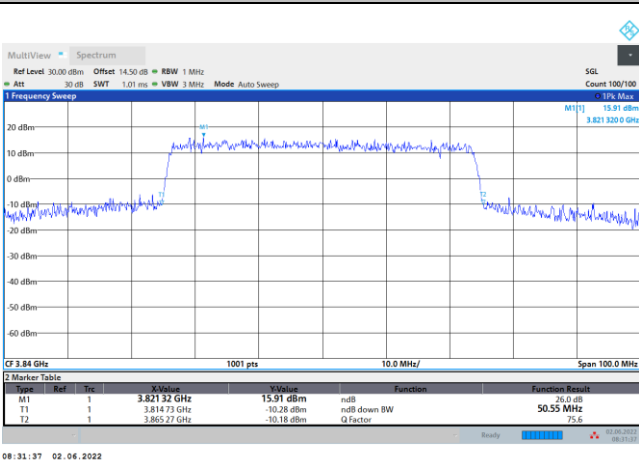 MultiView Spectrum
Ref Level 30.00 dBm Offset 14.50 dB RBW 1 MHz SGL
Att 30 dB SWT 1.01 ms VBW 3 MHz Mode Auto Sweep Count 100/100
1 Frequency Sweep 1Pk Max
M1[1] 15.91 dBm
3.821 320 0 GHz
M1
20 dBm
10 dBm
0 dBm
T1 T2
-10 dBm
-20 dBm
-30 dBm
-40 dBm
-50 dBm
-60 dBm
CF 3.84 GHz 1001 pts 10.0 MHz/ Span 100.0 MHz
2 Marker Table
Type Ref Trc X-Value Y-Value Function Function Result
M1 1 3.821 32 GHz 15.91 dBm ndB 26.0 dB
T1 1 3.814 73 GHz -10.28 dBm ndB down BW 50.55 MHz
T2 1 3.865 27 GHz -10.18 dBm Q Factor 75.6
Ready 02.06.2022
08:31:37
08:31:37 02.06.2022